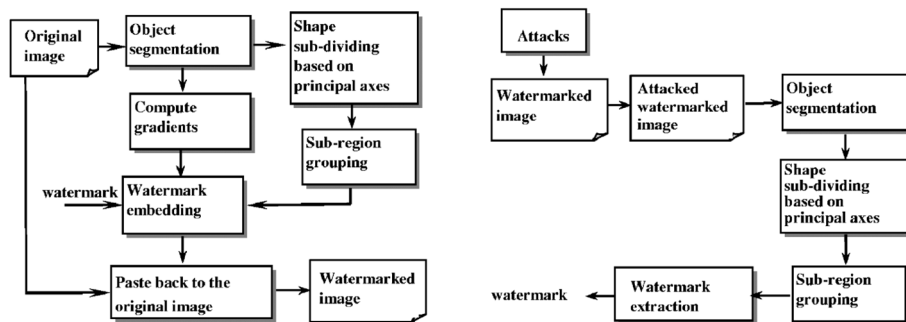 Original
image
Object
segmentation
Shape
sub-dividing
based on
principal axes
Compute
gradients
Sub-region
grouping
watermark
Watermark
embedding
Paste back to the
original image
Watermarked
image
Attacks
Watermarked
image
Attacked
watermarked
image
Object
segmentation
Shape
sub-dividing
based on
principal axes
Sub-region
grouping
Watermark
extraction
watermark